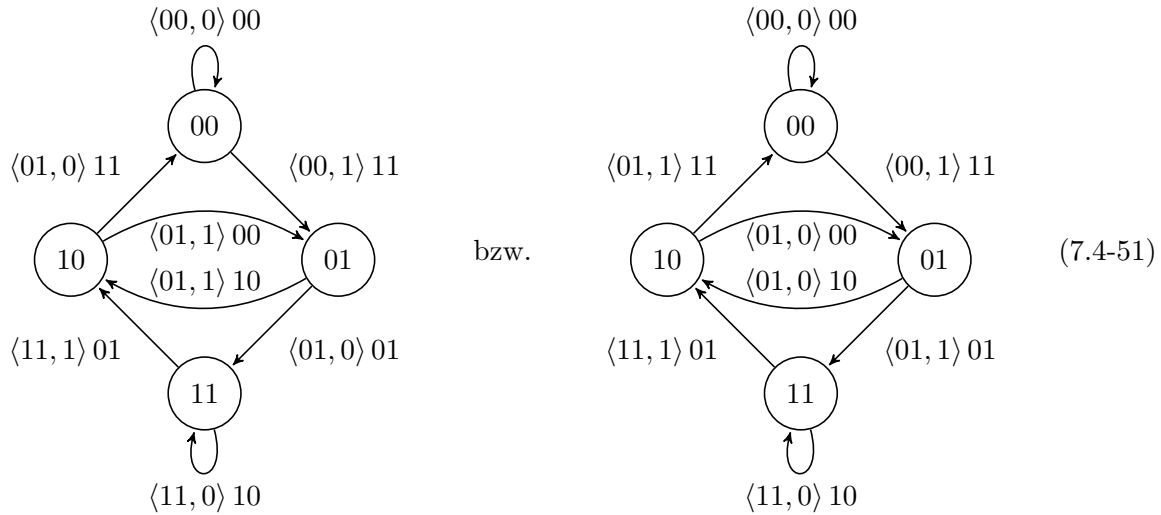 ⟨00, 0⟩ 00 ⟨00, 0⟩ 00
00 00
⟨01, 0⟩ 11 ⟨00, 1⟩ 11 ⟨01, 1⟩ 11 ⟨00, 1⟩ 11
⟨01, 1⟩ 00 ⟨01, 0⟩ 00
10 01 bzw. 10 01 (7.4-51)
⟨01, 1⟩ 10 ⟨01, 0⟩ 10
⟨11, 1⟩ 01 ⟨01, 0⟩ 01 ⟨11, 1⟩ 01 ⟨01, 1⟩ 01
11 11
⟨11, 0⟩ 10 ⟨11, 0⟩ 10